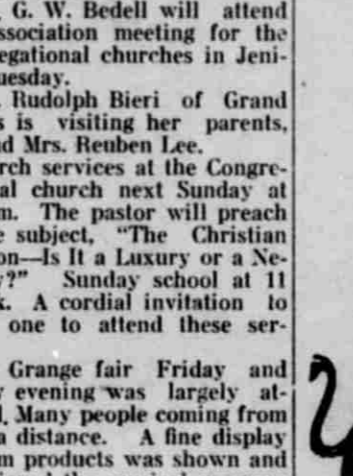 . G. W. Bedell will attend
ssociation meeting for the
egational churches in Jeni-
uesday.
. Rudolph Bieri of Grand
s is visiting her parents,
nd Mrs. Reuben Lee.
rch services at the Congre-
al church next Sunday at
m. The pastor will preach
e subject, "The Christian
on—Is It a Luxury or a Ne-
y?" Sunday school at 11
k. A cordial invitation to
one to attend these ser-
Grange fair Friday and
y evening was largely at-
d. Many people coming from
a distance. A fine display
m products was shown and